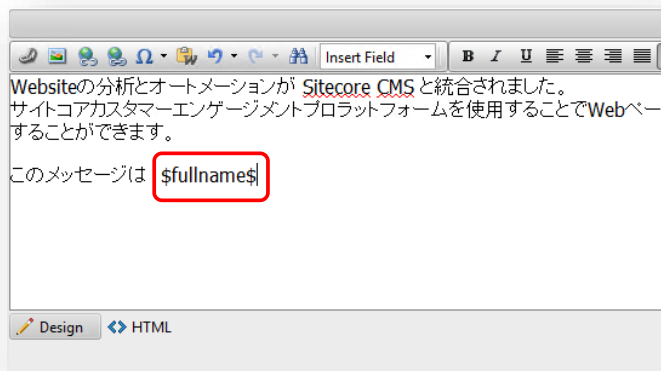 Insert Field B I U
Websiteの分析とオートメーションが Sitecore CMS と統合されました。
サイトコアカスタマーエンゲージメントプロラットフォームを使用することでWebペー
することができます。
このメッセージは $fullname$
Design HTML